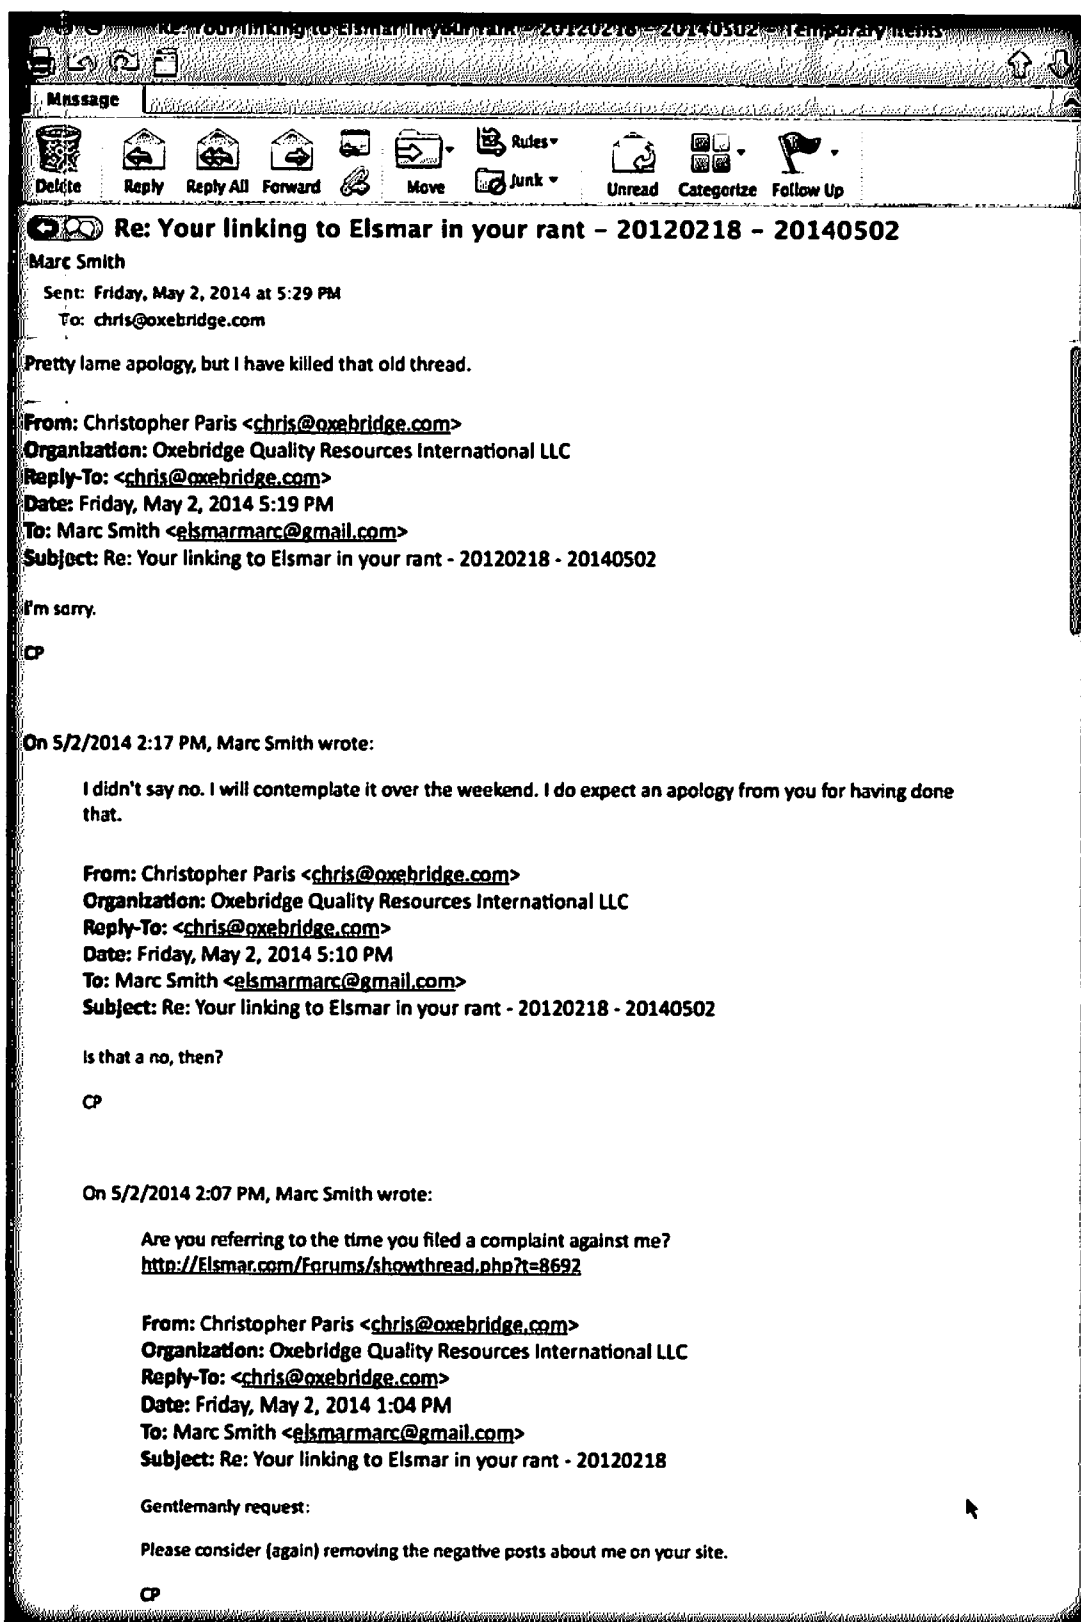 Re: Your linking to Elsmar in your rant - 20120218 - 20140502 - Temporary Items
Message
Rules
Junk
Delete Reply Reply All Forward Move Unread Categorize Follow Up
Re: Your linking to Elsmar in your rant – 20120218 – 20140502
Marc Smith
Sent: Friday, May 2, 2014 at 5:29 PM
To: chris@oxebridge.com
Pretty lame apology, but I have killed that old thread.
From: Christopher Paris <chris@oxebridge.com>
Organization: Oxebridge Quality Resources International LLC
Reply-To: <chris@oxebridge.com>
Date: Friday, May 2, 2014 5:19 PM
To: Marc Smith <elsmarmarc@gmail.com>
Subject: Re: Your linking to Elsmar in your rant - 20120218 - 20140502
I'm sorry.
CP
On 5/2/2014 2:17 PM, Marc Smith wrote:
I didn't say no. I will contemplate it over the weekend. I do expect an apology from you for having done
that.
From: Christopher Paris <chris@oxebridge.com>
Organization: Oxebridge Quality Resources International LLC
Reply-To: <chris@oxebridge.com>
Date: Friday, May 2, 2014 5:10 PM
To: Marc Smith <elsmarmarc@gmail.com>
Subject: Re: Your linking to Elsmar in your rant - 20120218 - 20140502
Is that a no, then?
CP
On 5/2/2014 2:07 PM, Marc Smith wrote:
Are you referring to the time you filed a complaint against me?
http://Elsmar.com/Forums/showthread.php?t=8692
From: Christopher Paris <chris@oxebridge.com>
Organization: Oxebridge Quality Resources International LLC
Reply-To: <chris@oxebridge.com>
Date: Friday, May 2, 2014 1:04 PM
To: Marc Smith <elsmarmarc@gmail.com>
Subject: Re: Your linking to Elsmar in your rant - 20120218
Gentlemanly request:
Please consider (again) removing the negative posts about me on your site.
CP